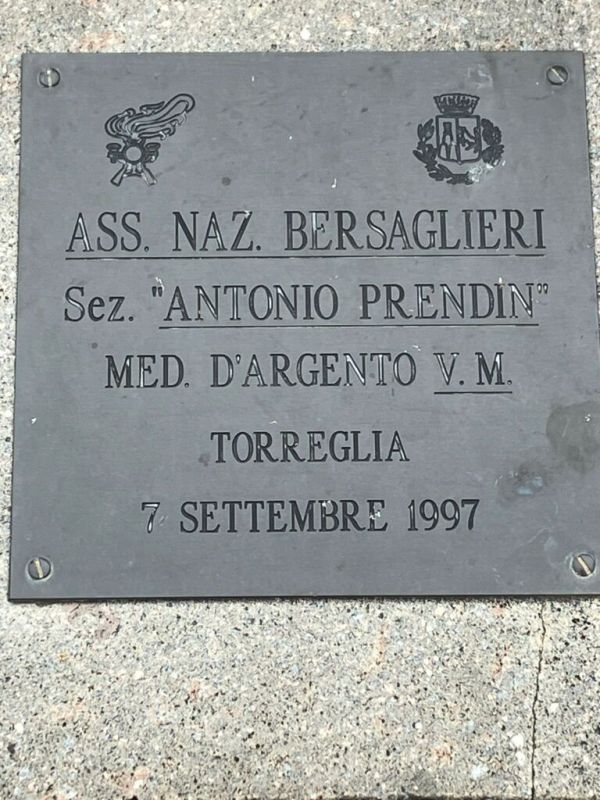 ASS. NAZ. BERSAGLIERI
Sez. "ANTONIO PRENDIN"
MED. D'ARGENTO V. M.
TORREGLIA
7 SETTEMBRE 1997